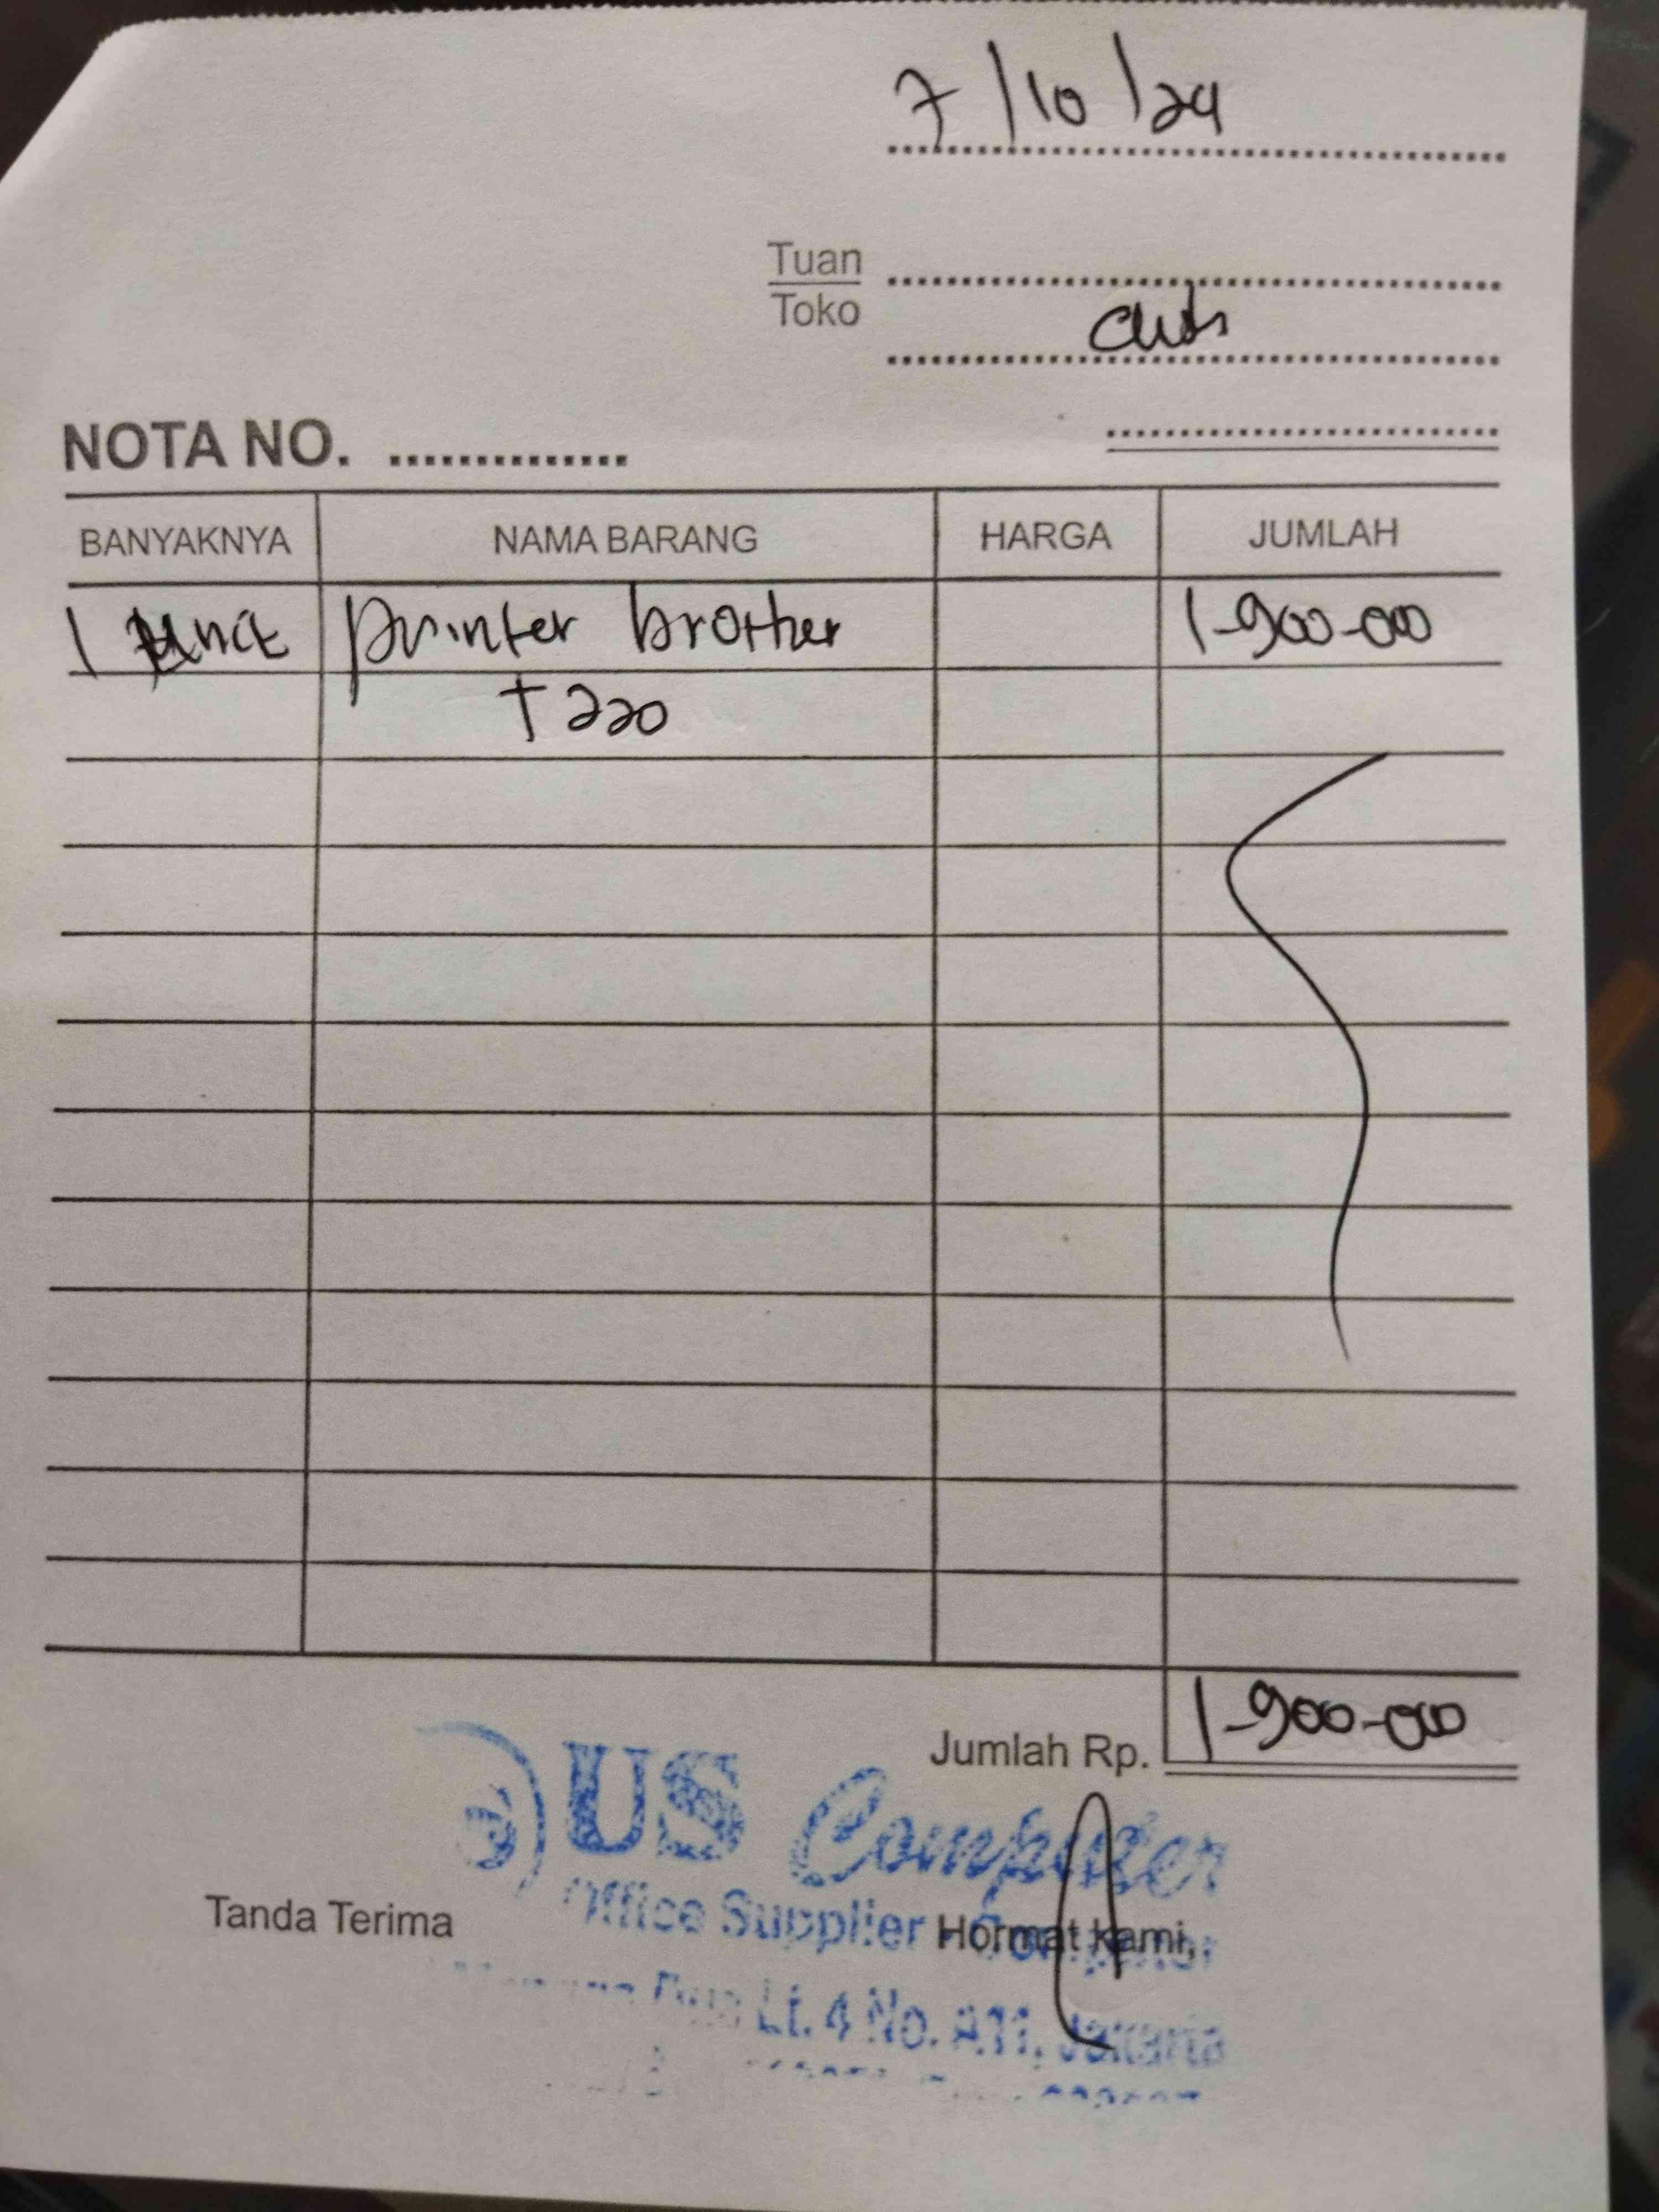 7/10/24
Tuan
Toko
NOTA NO. ..............
BANYAKNYA NAMA BARANG HARGA JUMLAH
1 unit printer brother 1-900-000
T220
Jumlah Rp. 1-900-000
US Computer
Tanda Terima
Office Supplier
Hormat kami,
Dua Lt. 4 No. A11, Jakarta